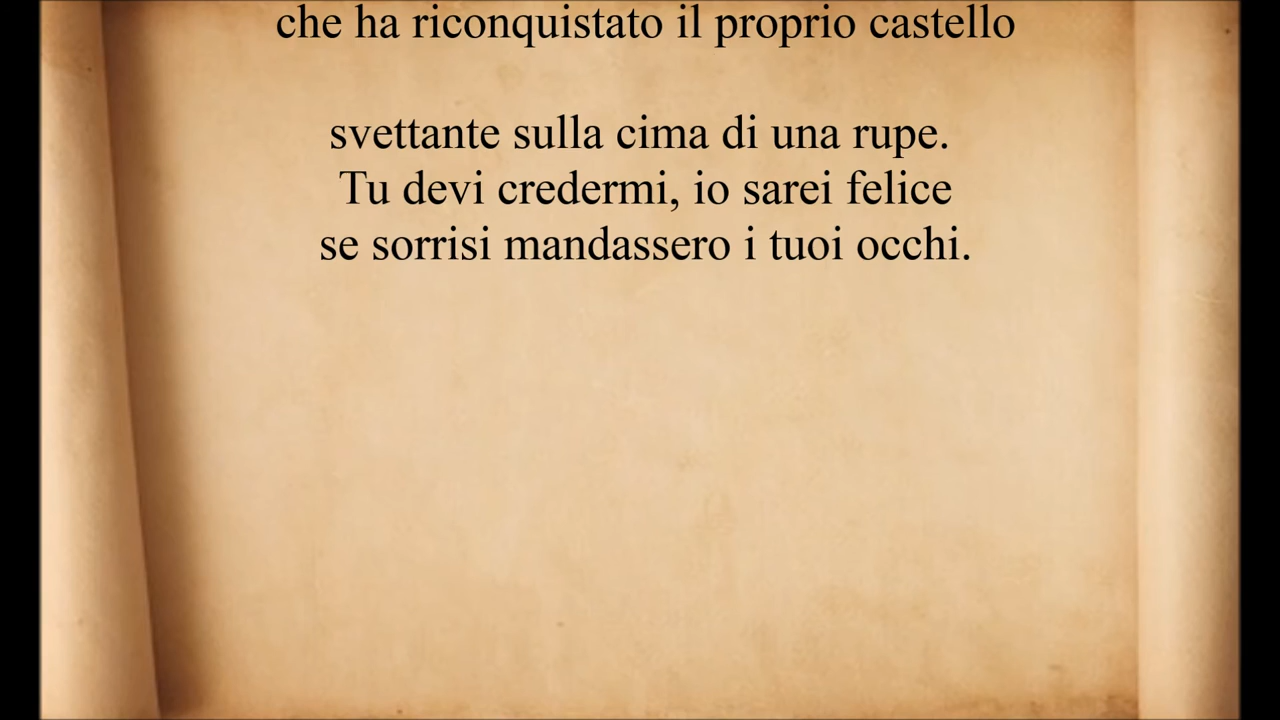 che ha riconquistato il proprio castello
svettante sulla cima di una rupe.
Tu devi credermi, io sarei felice
se sorrisi mandassero i tuoi occhi.